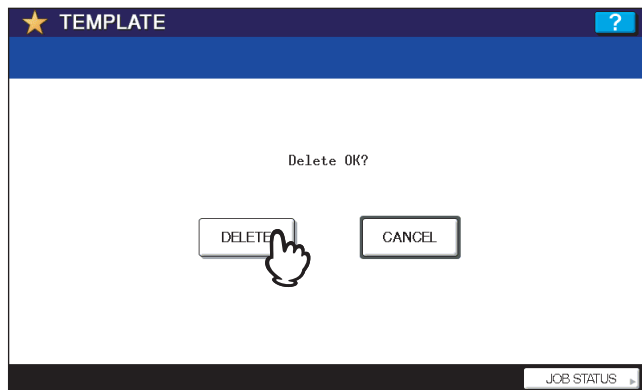 TEMPLATE
?
Delete OK?
DELETE
CANCEL
JOB STATUS